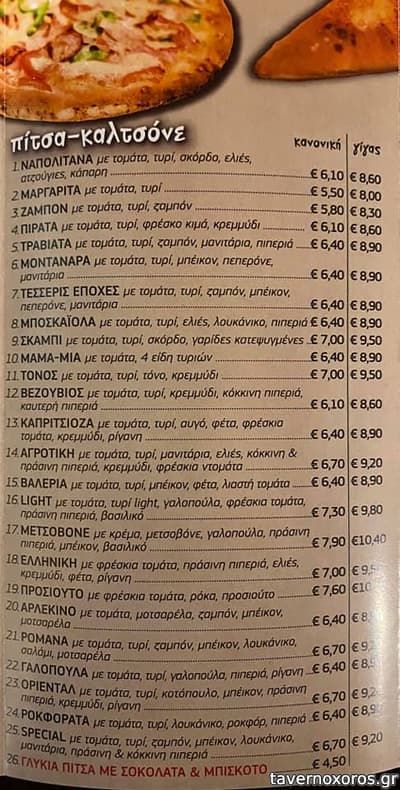 πίτσα-καλτσόνε κανονική γίγας
1. ΝΑΠΟΛΙΤΑΝΑ με τομάτα, τυρί, σκόρδο, ελιές,
ατζούγιες, κάπαρη € 6,10 € 8,60
2. ΜΑΡΓΑΡΙΤΑ με τομάτα, τυρί € 5,50 € 8,00
3. ΖΑΜΠΟΝ με τομάτα, τυρί, ζαμπόν € 5,80 € 8,30
4. ΠΙΡΑΤΑ με τομάτα, τυρί, φρέσκο κιμά, κρεμμύδι € 6,10 € 8,60
5. ΤΡΑΒΙΑΤΑ με τομάτα, τυρί, ζαμπόν, μανιτάρια, πιπεριά € 6,40 € 8,90
6. ΜΟΝΤΑΝΑΡΑ με τομάτα, τυρί, μπέικον, πεπερόνε,
μανιτάρια € 6,40 € 8,90
7. ΤΕΣΣΕΡΙΣ ΕΠΟΧΕΣ με τομάτα, τυρί, ζαμπόν, μπέικον,
πεπερόνε, μανιτάρια € 6,40 € 8,90
8. ΜΠΟΣΚΑΪΟΛΑ με τομάτα, τυρί, ελιές, λουκάνικο, πιπεριά € 6,40 € 8,90
9. ΣΚΑΜΠΙ με τομάτα, τυρί, σκόρδο, γαρίδες κατεψυγμένες € 7,00 € 9,50
10. ΜΑΜΑ-ΜΙΑ με τομάτα, 4 είδη τυριών € 6,40 € 8,90
11. ΤΟΝΟΣ με τομάτα, τυρί, τόνο, κρεμμύδι € 7,00 € 9,50
12. ΒΕΖΟΥΒΙΟΣ με τομάτα, τυρί, κρεμμύδι, κόκκινη πιπεριά,
καυτερή πιπεριά € 6,10 € 8,60
13. ΚΑΠΡΙΤΣΙΟΖΑ με τομάτα, τυρί, αυγό, φέτα, φρέσκια
τομάτα, κρεμμύδι, ρίγανη € 6,40 € 8,90
14. ΑΓΡΟΤΙΚΗ με τομάτα, τυρί, μανιτάρια, ελιές, κόκκινη &
πράσινη πιπεριά, κρεμμύδι, φρέσκια ντομάτα € 6,70 € 9,20
15. ΒΑΛΕΡΙΑ με τομάτα, τυρί, μπέικον, φέτα, λιαστή τομάτα € 6,40 € 8,90
16. LIGHT με τομάτα, τυρί light, γαλοπούλα, φρέσκια τομάτα,
πράσινη πιπεριά, βασιλικό € 7,30 € 9,80
17. ΜΕΤΣΟΒΟΝΕ με κρέμα, μετσοβόνε, γαλοπούλα, πράσινη
πιπεριά, μπέικον, βασιλικό € 7,90 €10,40
18. ΕΛΛΗΝΙΚΗ με φρέσκια τομάτα, πράσινη πιπεριά, ελιές,
κρεμμύδι, φέτα, ρίγανη € 7,00
19. ΠΡΟΣΙΟΥΤΟ με φρέσκια τομάτα, ρόκα, προσιούτο € 7,60
20. ΑΡΛΕΚΙΝΟ με τομάτα, μοτσαρέλα, ζαμπόν, μπέικον,
μοτσαρέλα € 6,40
21. ΡΟΜΑΝΑ με τομάτα, τυρί, ζαμπόν, μπέικον, λουκάνικο,
σαλάμι, μοτσαρέλα € 6,70
22. ΓΑΛΟΠΟΥΛΑ με τομάτα, τυρί, γαλοπούλα, πιπεριά, ρίγανη € 6,40
23. ΟΡΙΕΝΤΑΛ με τομάτα, τυρί, κοτόπουλο, μπέικον, πράσινη
πιπεριά, κρεμμύδι, ρίγανη € 6,70
24. ΡΟΚΦΟΡΑΤΑ με τομάτα, τυρί, λουκάνικο, ροκφόρ, πιπεριά € 6,40
25. SPECIAL με τομάτα, τυρί, ζαμπόν, μπέικον, λουκάνικο,
μανιτάρια, πράσινη & κόκκινη πιπεριά € 6,70 € 9,20
26. ΓΛΥΚΙΑ ΠΙΤΣΑ ΜΕ ΣΟΚΟΛΑΤΑ & ΜΠΙΣΚΟΤΟ € 4,50
tavernoxoros.gr